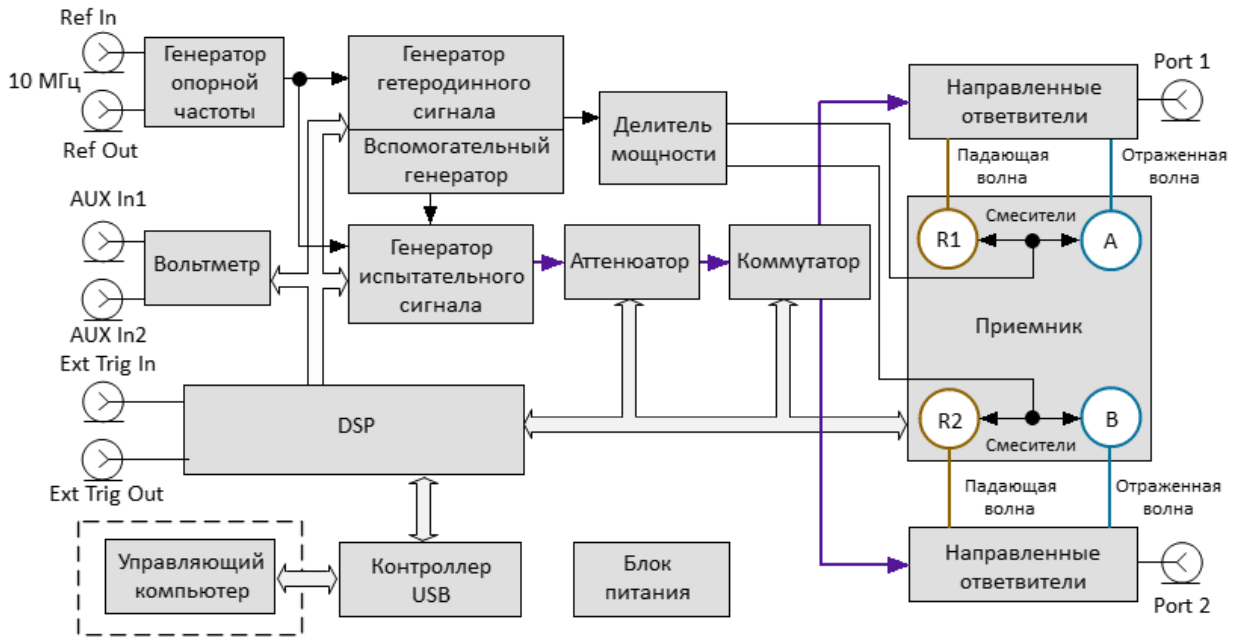 Ref In
10 МГц
Ref Out
Генератор
опорной
частоты
Генератор
гетеродинного
сигнала
Вспомогательный
генератор
Делитель
мощности
Направленные
ответвители
Port 1
Падающая
волна
Отраженная
волна
AUX In1
AUX In2
Вольтметр
Генератор
испытательного
сигнала
Аттенюатор
Коммутатор
R1
Смесители
A
Приемник
R2
Смесители
B
Ext Trig In
Ext Trig Out
DSP
Падающая
волна
Отраженная
волна
Управляющий
компьютер
Контроллер
USB
Блок
питания
Направленные
ответвители
Port 2